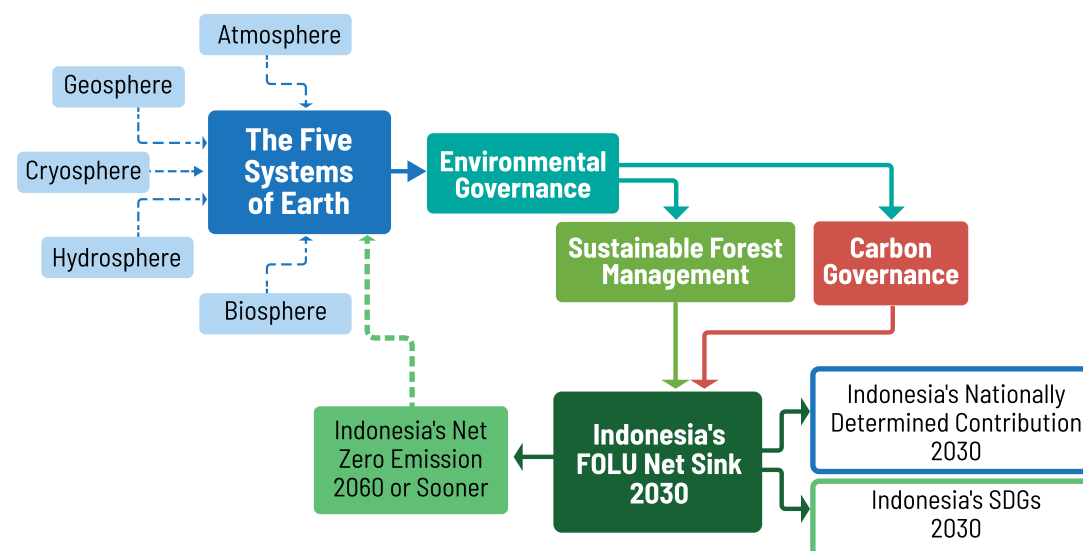 Atmosphere
Geosphere
Cryosphere
Hydrosphere
Biosphere
The Five
Systems
of Earth
Environmental
Governance
Sustainable Forest
Management
Carbon
Governance
Indonesia's Net
Zero Emission
2060 or Sooner
Indonesia's
FOLU Net Sink
2030
Indonesia's Nationally
Determined Contribution
2030
Indonesia's SDGs
2030